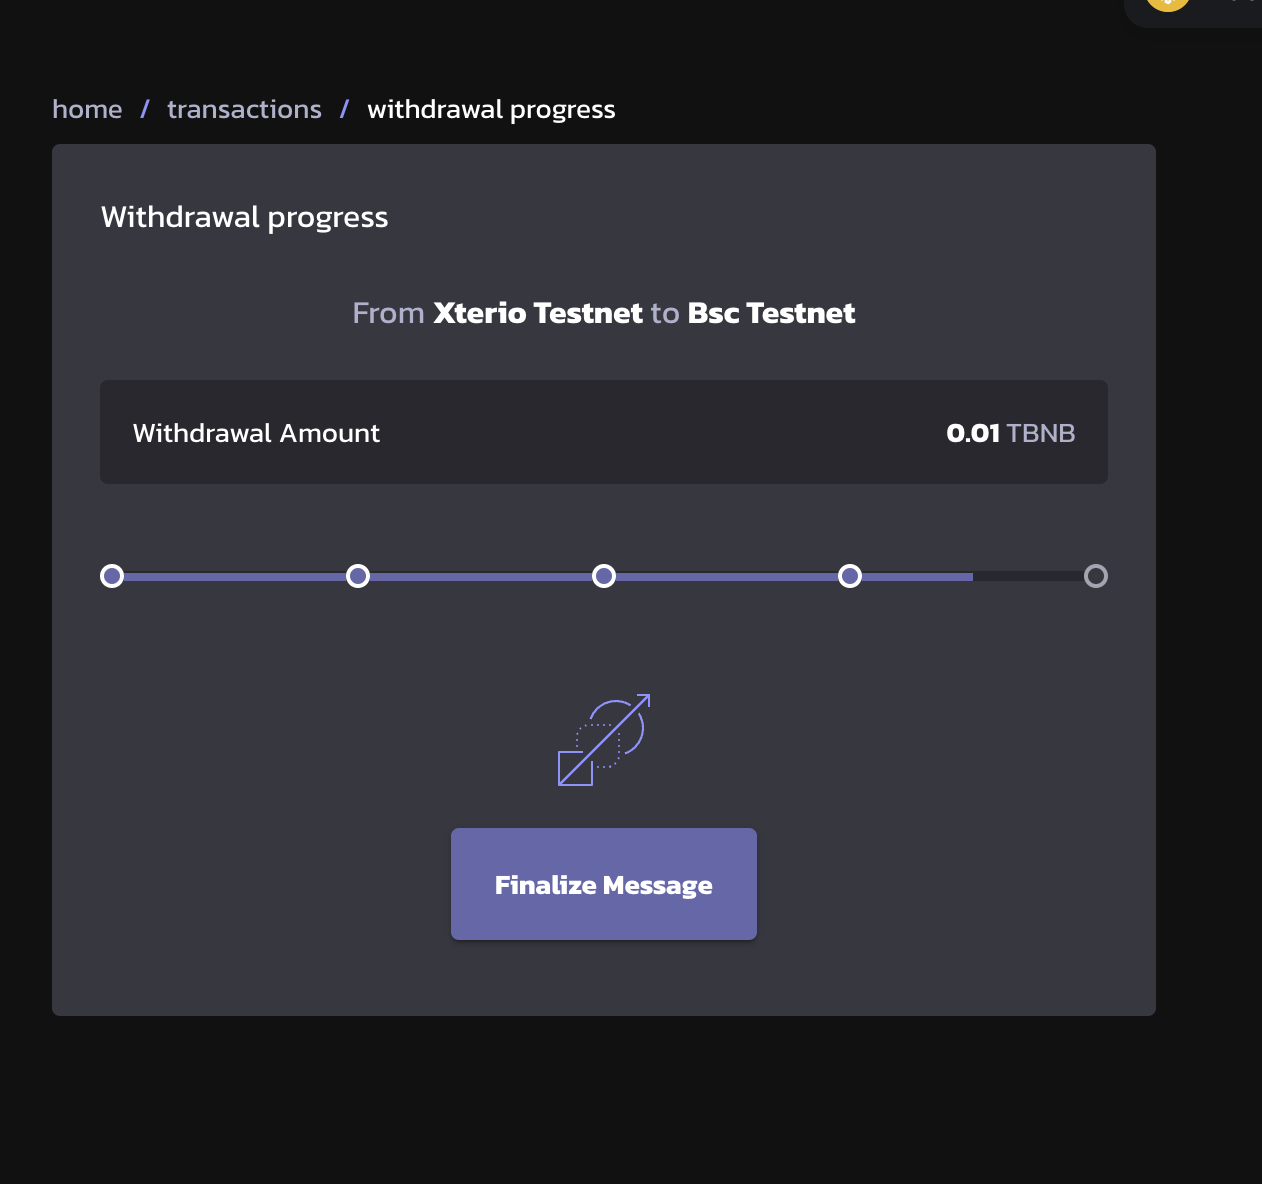 home / transactions / withdrawal progress
Withdrawal progress
From Xterio Testnet to Bsc Testnet
Withdrawal Amount 0.01 TBNB
Finalize Message